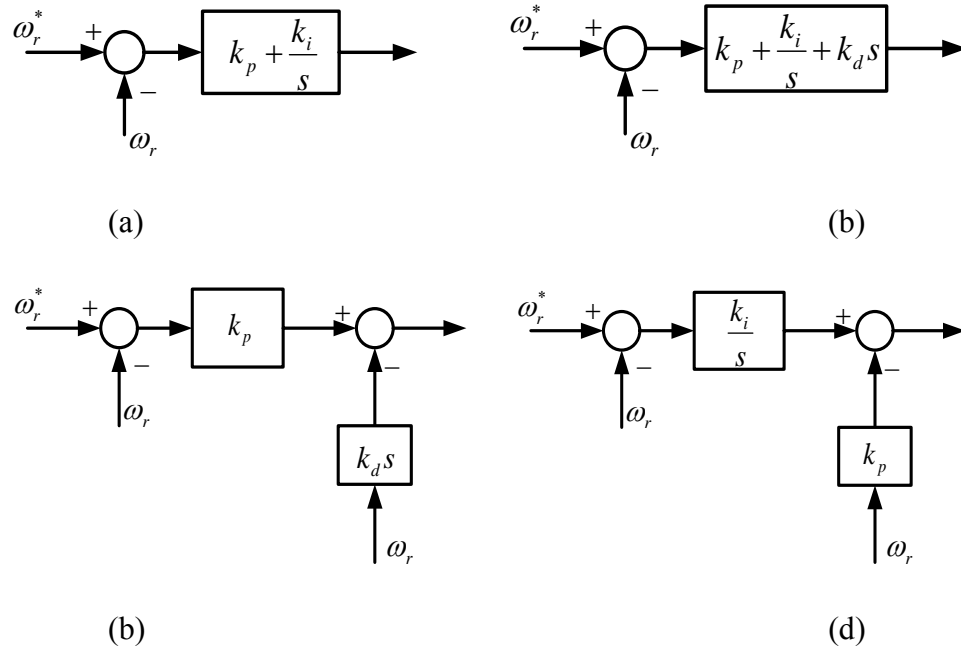 ω_r^* + − k_p + k_i/s ω_r
ω_r^* + − k_p + k_i/s + k_d s ω_r
(a)
(b)
ω_r^* + − k_p + − ω_r k_d s ω_r
ω_r^* + − k_i/s + − ω_r k_p ω_r
(b)
(d)